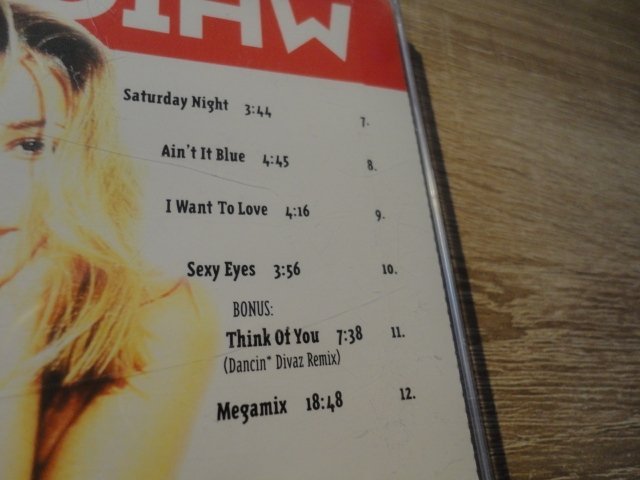 Saturday Night 3:44 7.
Ain't It Blue 4:45 8.
I Want To Love 4:16 9.
Sexy Eyes 3:56 10.
BONUS:
Think Of You 7:38 11.
(Dancin* Divaz Remix)
Megamix 18:48 12.